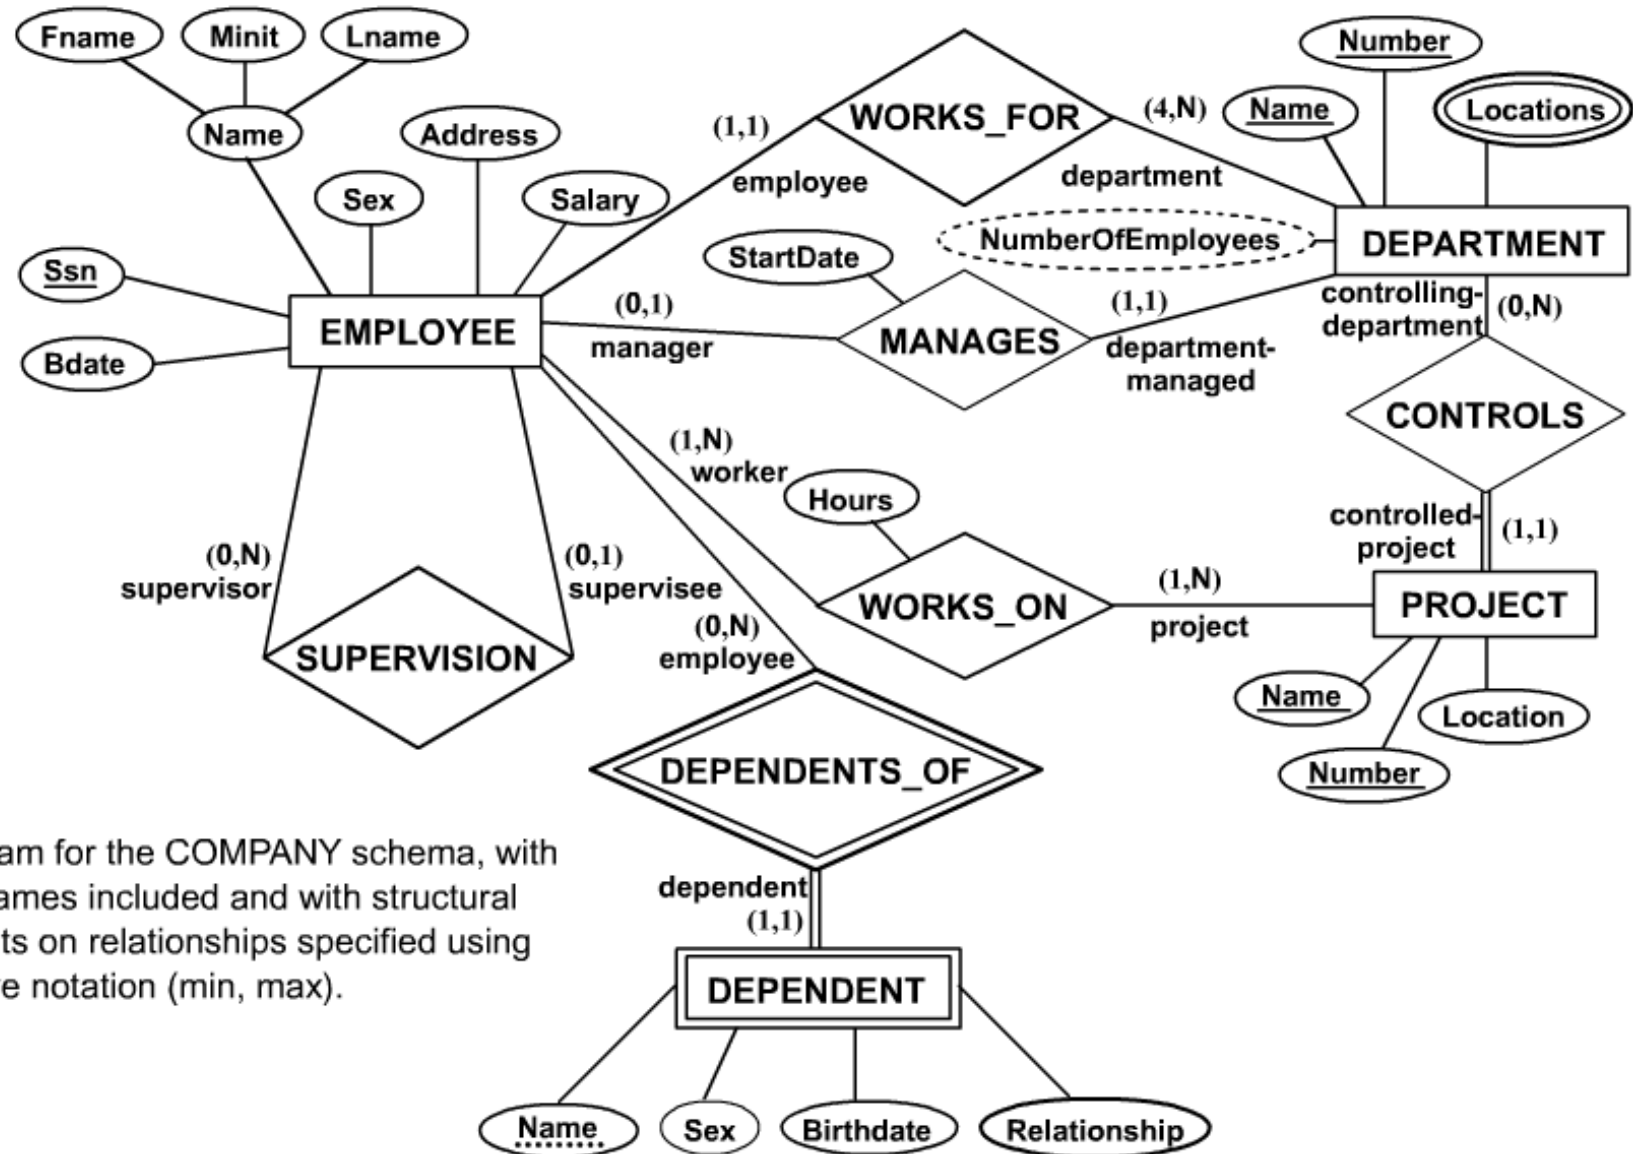 Fname
Minit
Lname
Name
Address
Sex
Salary
Ssn
Bdate
EMPLOYEE
(1,1)
employee
WORKS_FOR
(4,N)
department
Number
Name
Locations
NumberOfEmployees
DEPARTMENT
StartDate
(0,1)
manager
MANAGES
(1,1)
department-
managed
controlling-
department
(0,N)
CONTROLS
controlled-
project
(1,1)
(1,N)
worker
Hours
WORKS_ON
(1,N)
project
PROJECT
Name
Number
Location
(0,N)
supervisor
(0,1)
supervisee
SUPERVISION
(0,N)
employee
DEPENDENTS_OF
dependent
(1,1)
DEPENDENT
Name
Sex
Birthdate
Relationship
am for the COMPANY schema, with
ames included and with structural
ts on relationships specified using
e notation (min, max).